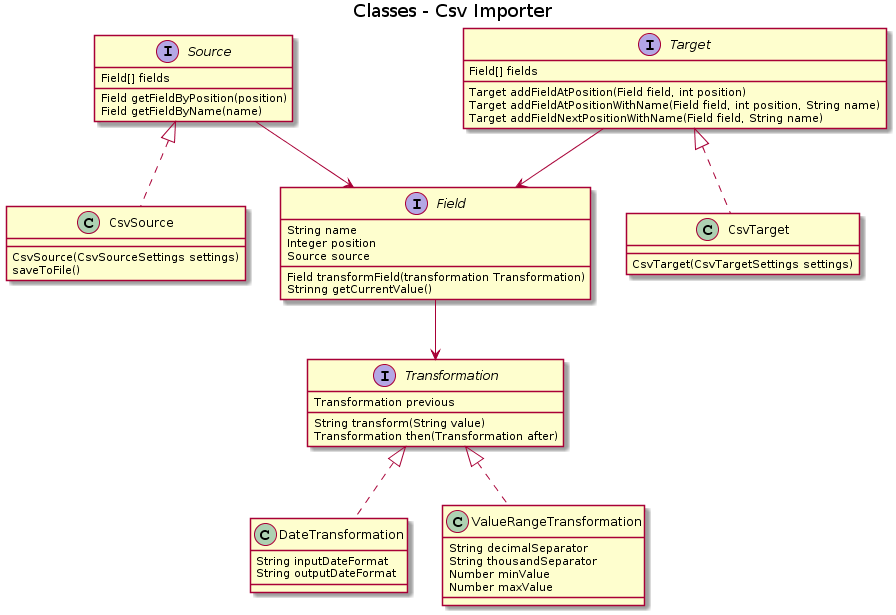 Classes - Csv Importer
I Source
Field[] fields
Field getFieldByPosition(position)
Field getFieldByName(name)
I Target
Field[] fields
Target addFieldAtPosition(Field field, int position)
Target addFieldAtPositionWithName(Field field, int position, String name)
Target addFieldNextPositionWithName(Field field, String name)
C CsvSource
CsvSource(CsvSourceSettings settings)
saveToFile()
I Field
String name
Integer position
Source source
Field transformField(transformation Transformation)
Strinng getCurrentValue()
C CsvTarget
CsvTarget(CsvTargetSettings settings)
I Transformation
Transformation previous
String transform(String value)
Transformation then(Transformation after)
C DateTransformation
String inputDateFormat
String outputDateFormat
C ValueRangeTransformation
String decimalSeparator
String thousandSeparator
Number minValue
Number maxValue